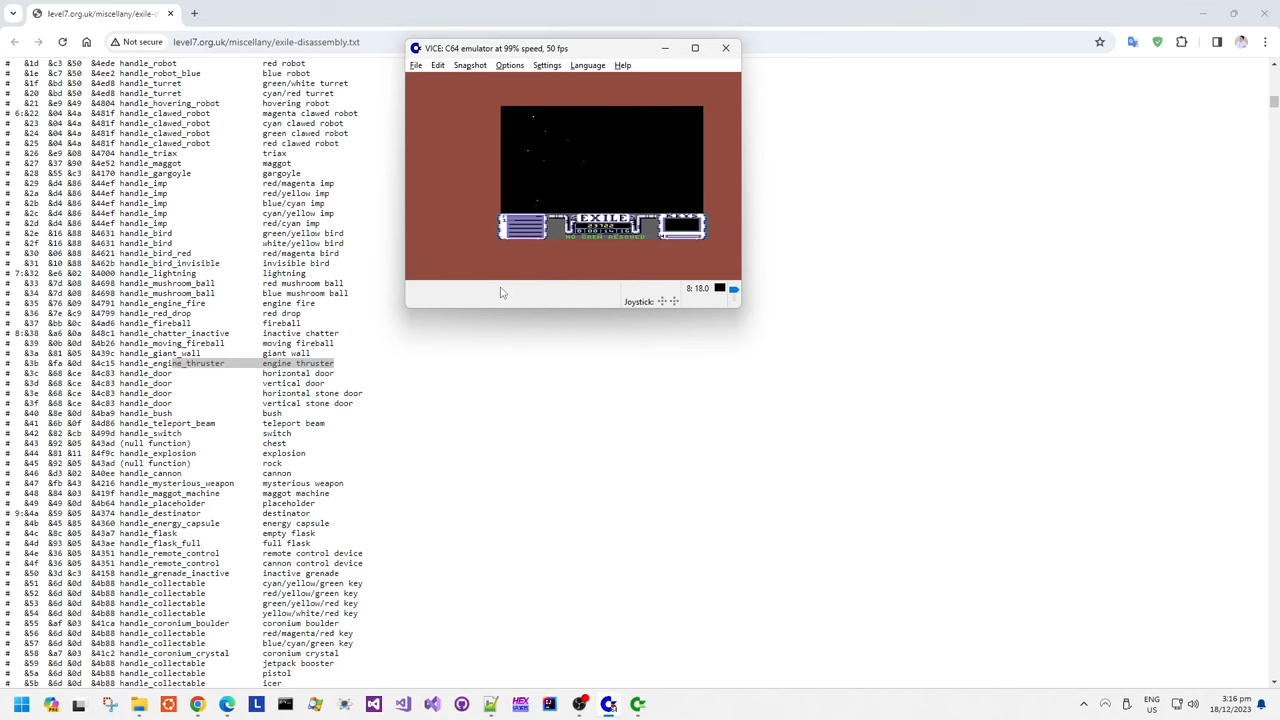 level7.org.uk/miscellany/exile-d
Not secure
level7.org.uk/miscellany/exile-disassembly.txt
# &1d &c3 &50 &4ede handle_robot red robot
# &1e &c7 &50 &4ee2 handle_robot_blue blue robot
# &1f &bd &50 &4ed8 handle_turret green/white turret
# &20 &bd &50 &4ed8 handle_turret cyan/red turret
# &21 &e9 &49 &4804 handle_hovering_robot hovering robot
# 6:&22 &04 &4a &481f handle_clawed_robot magenta clawed robot
# &23 &04 &4a &481f handle_clawed_robot cyan clawed robot
# &24 &04 &4a &481f handle_clawed_robot green clawed robot
# &25 &04 &4a &481f handle_clawed_robot red clawed robot
# &26 &e9 &08 &4704 handle_triax triax
# &27 &37 &90 &4e52 handle_maggot maggot
# &28 &55 &c3 &4170 handle_gargoyle gargoyle
# &29 &d4 &86 &44ef handle_imp red/magenta imp
# &2a &d4 &86 &44ef handle_imp red/yellow imp
# &2b &d4 &86 &44ef handle_imp blue/cyan imp
# &2c &d4 &86 &44ef handle_imp cyan/yellow imp
# &2d &d4 &86 &44ef handle_imp red/cyan imp
# &2e &16 &88 &4631 handle_bird green/yellow bird
# &2f &16 &88 &4631 handle_bird white/yellow bird
# &30 &06 &88 &4621 handle_bird_red red/magenta bird
# &31 &10 &88 &462b handle_bird_invisible invisible bird
# 7:&32 &e6 &02 &4000 handle_lightning lightning
# &33 &7d &08 &4498 handle_mushroom_ball red mushroom ball
# &34 &7d &08 &4498 handle_mushroom_ball blue mushroom ball
# &35 &76 &09 &4791 handle_engine_fire engine fire
# &36 &7e &c9 &4799 handle_red_drop red drop
# &37 &bb &0c &4ad6 handle_fireball fireball
# 8:&38 &a6 &0a &48c1 handle_chatter_inactive inactive chatter
# &39 &0b &0d &4b26 handle_moving_fireball moving fireball
# &3a &81 &05 &439c handle_giant_wall giant wall
# &3b &fa &0d &4c15 handle_engine_thruster engine thruster
# &3c &68 &ce &4c83 handle_door horizontal door
# &3d &68 &ce &4c83 handle_door vertical door
# &3e &68 &ce &4c83 handle_door horizontal stone door
# &3f &68 &ce &4c83 handle_door vertical stone door
# &40 &8e &0d &4ba9 handle_bush bush
# &41 &6b &0f &4d86 handle_teleport_beam teleport beam
# &42 &82 &cb &499d handle_switch switch
# &43 &92 &05 &43ad (null function) chest
# &44 &81 &11 &4f9c handle_explosion explosion
# &45 &92 &05 &43ad (null function) rock
# &46 &d3 &02 &40ee handle_cannon cannon
# &47 &fb &43 &4216 handle_mysterious_weapon mysterious weapon
# &48 &84 &03 &419f handle_maggot_machine maggot machine
# &49 &49 &0d &4b64 handle_placeholder placeholder
# 9:&4a &59 &05 &4374 handle_destinator destinator
# &4b &45 &85 &4360 handle_energy_capsule energy capsule
# &4c &8c &05 &43a7 handle_flask empty flask
# &4d &93 &05 &43ae handle_flask_full full flask
# &4e &36 &05 &4351 handle_remote_control remote control device
# &4f &36 &05 &4351 handle_remote_control cannon control device
# &50 &3d &c3 &4158 handle_grenade_inactive inactive grenade
# &51 &6d &0d &4b88 handle_collectable cyan/yellow/green key
# &52 &6d &0d &4b88 handle_collectable red/yellow/green key
# &53 &6d &0d &4b88 handle_collectable green/yellow/red key
# &54 &6d &0d &4b88 handle_collectable yellow/white/red key
# &55 &af &03 &41ca handle_coronium_boulder coronium boulder
# &56 &6d &0d &4b88 handle_collectable red/magenta/red key
# &57 &6d &0d &4b88 handle_collectable blue/cyan/green key
# &58 &a7 &03 &41c2 handle_coronium_crystal coronium crystal
# &59 &6d &0d &4b88 handle_collectable jetpack booster
# &5a &6d &0d &4b88 handle_collectable pistol
# &5b &6d &0d &4b88 handle_collectable icer
VICE: C64 emulator at 99% speed, 50 fps
File Edit Snapshot Options Settings Language Help
EXILE
KEYS
23722
0:00:14:16
NO CREW RESCUED
8: 18.0
Joystick:
ENG
US
3:16 pm
18/12/2023